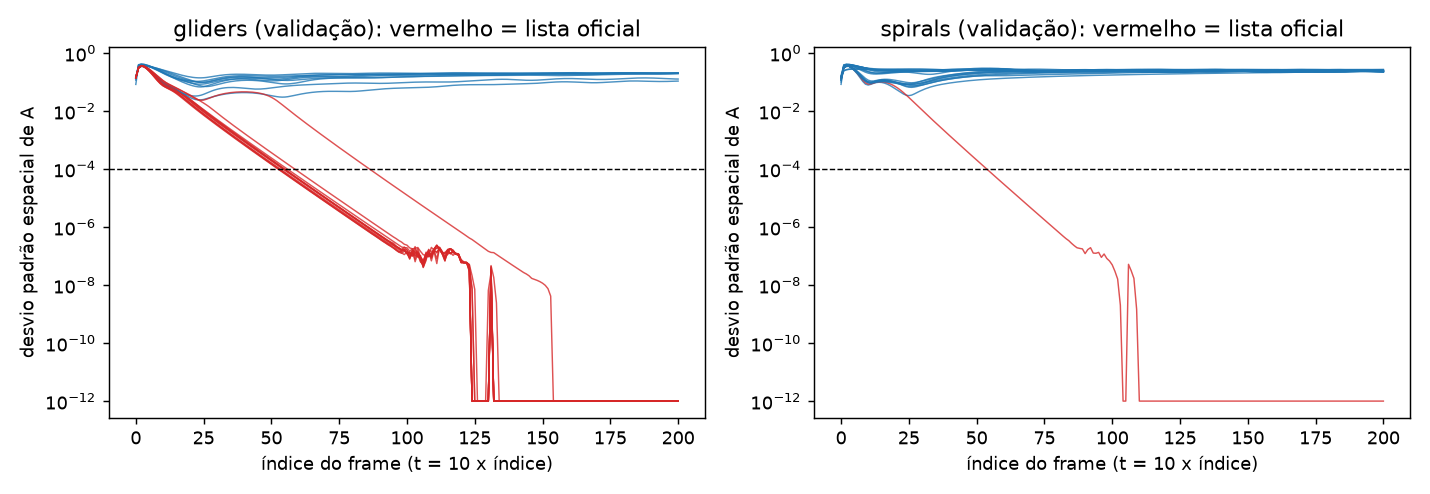 gliders (validação): vermelho = lista oficial
desvio padrão espacial de A
10^0
10^-2
10^-4
10^-6
10^-8
10^-10
10^-12
0 25 50 75 100 125 150 175 200
índice do frame (t = 10 x índice)
spirals (validação): vermelho = lista oficial
desvio padrão espacial de A
10^0
10^-2
10^-4
10^-6
10^-8
10^-10
10^-12
0 25 50 75 100 125 150 175 200
índice do frame (t = 10 x índice)